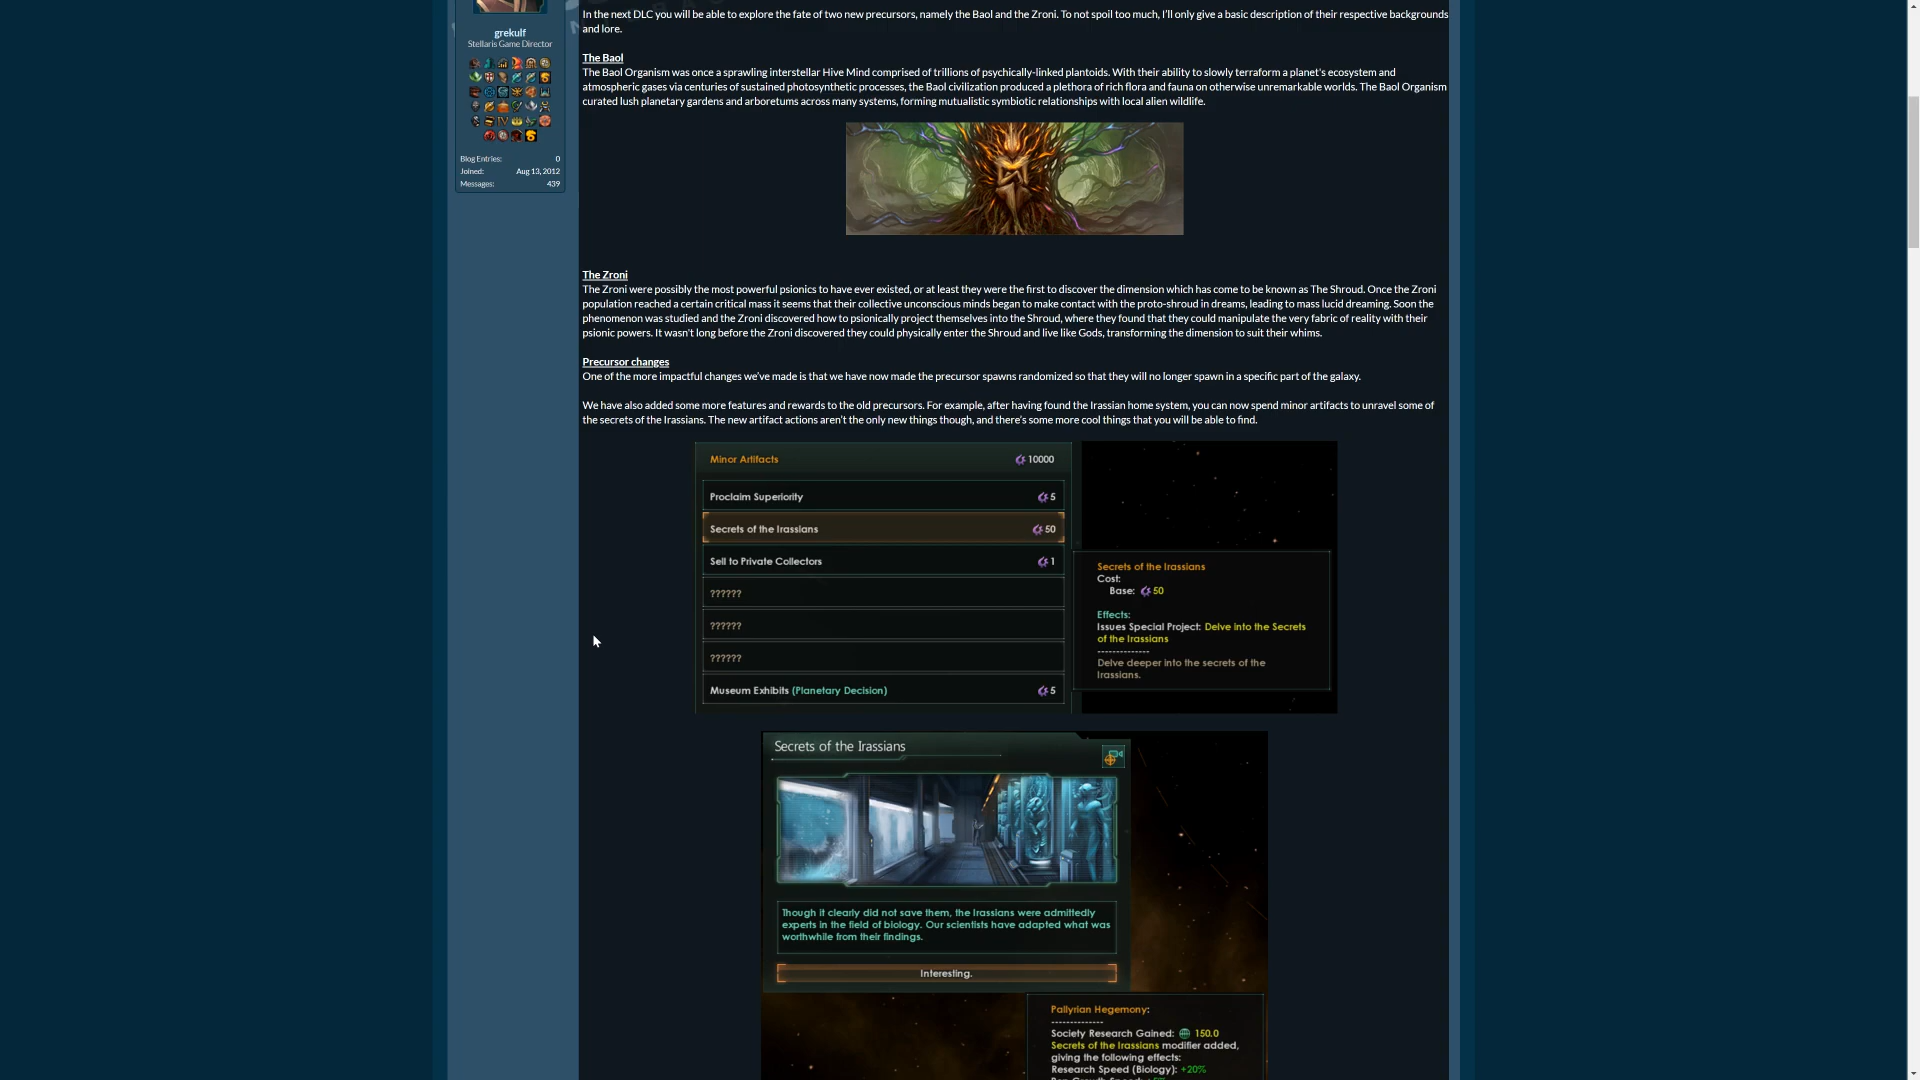 In the next DLC you will be able to explore the fate of two new precursors, namely the Baol and the Zroni. To not spoil too much, I'll only give a basic description of their respective backgrounds
and lore.
grekulf
Stellaris Game Director
Blog Entries: 0
Joined: Aug 13, 2012
Messages: 439
The Baol
The Baol Organism was once a sprawling interstellar Hive Mind comprised of trillions of psychically-linked plantoids. With their ability to slowly terraform a planet's ecosystem and
atmospheric gases via centuries of sustained photosynthetic processes, the Baol civilization produced a plethora of rich flora and fauna on otherwise unremarkable worlds. The Baol Organism
curated lush planetary gardens and arboretums across many systems, forming mutualistic symbiotic relationships with local alien wildlife.
The Zroni
The Zroni were possibly the most powerful psionics to have ever existed, or at least they were the first to discover the dimension which has come to be known as The Shroud. Once the Zroni
population reached a certain critical mass it seems that their collective unconscious minds began to make contact with the proto-shroud in dreams, leading to mass lucid dreaming. Soon the
phenomenon was studied and the Zroni discovered how to psionically project themselves into the Shroud, where they found that they could manipulate the very fabric of reality with their
psionic powers. It wasn't long before the Zroni discovered they could physically enter the Shroud and live like Gods, transforming the dimension to suit their whims.
Precursor changes
One of the more impactful changes we've made is that we have now made the precursor spawns randomized so that they will no longer spawn in a specific part of the galaxy.
We have also added some more features and rewards to the old precursors. For example, after having found the Irassian home system, you can now spend minor artifacts to unravel some of
the secrets of the Irassians. The new artifact actions aren't the only new things though, and there's some more cool things that you will be able to find.
Minor Artifacts 10000
Proclaim Superiority 5
Secrets of the Irassians 50
Sell to Private Collectors 1
??????
??????
??????
Museum Exhibits (Planetary Decision) 5
Secrets of the Irassians
Cost:
Base: 50
Effects:
Issues Special Project: Delve into the Secrets
of the Irassians
--------------
Delve deeper into the secrets of the
Irassians.
Secrets of the Irassians
Though it clearly did not save them, the Irassians were admittedly
experts in the field of biology. Our scientists have adapted what was
worthwhile from their findings.
Interesting.
Pallyrian Hegemony:
--------------
Society Research Gained: 150.0
Secrets of the Irassians modifier added,
giving the following effects:
Research Speed (Biology): +20%